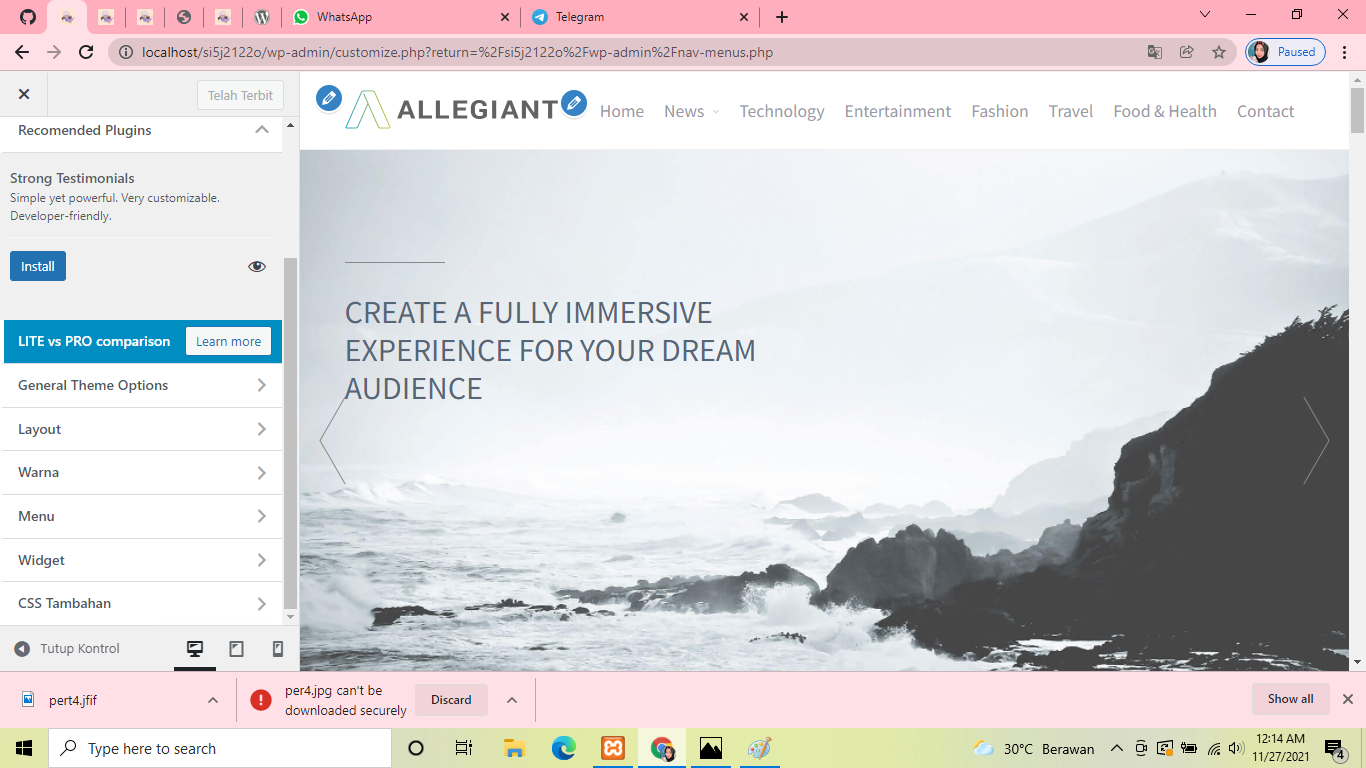 WhatsApp
Telegram
localhost/si5j2122o/wp-admin/customize.php?return=%2Fsi5j2122o%2Fwp-admin%2Fnav-menus.php
Paused
Telah Terbit
Recomended Plugins
Strong Testimonials
Simple yet powerful. Very customizable.
Developer-friendly.
Install
LITE vs PRO comparison
Learn more
General Theme Options
Layout
Warna
Menu
Widget
CSS Tambahan
Tutup Kontrol
ALLEGIANT
Home News Technology Entertainment Fashion Travel Food & Health Contact
CREATE A FULLY IMMERSIVE
EXPERIENCE FOR YOUR DREAM
AUDIENCE
pert4.jfif
per4.jpg can't be
downloaded securely
Discard
Show all
Type here to search
30°C Berawan
12:14 AM
11/27/2021
4